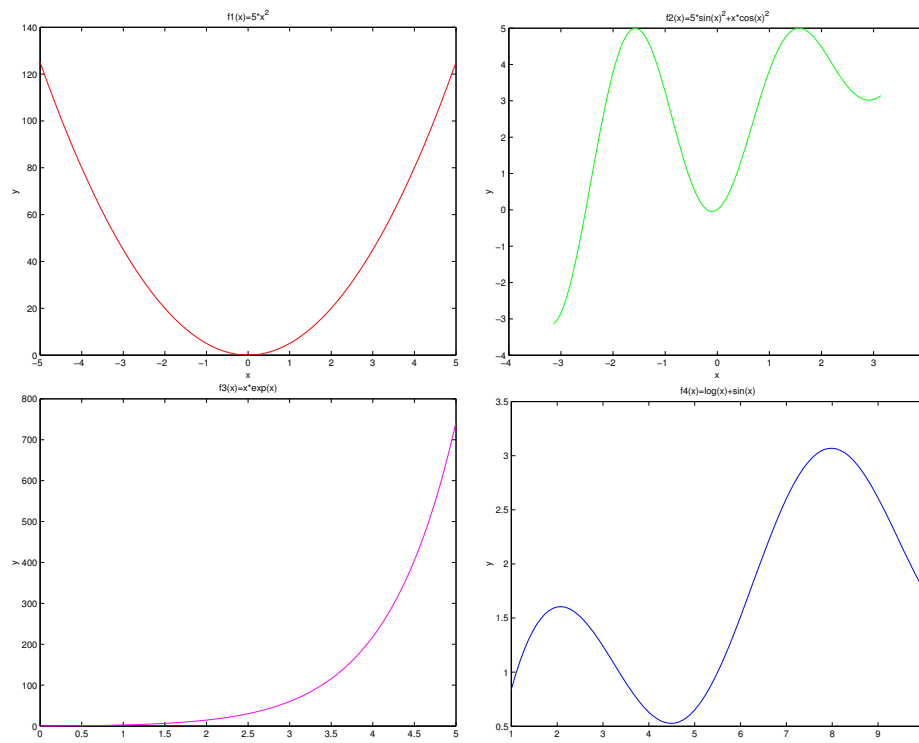 f1(x)=5*x²
140
120
100
80
60
40
20
0
y
−5 −4 −3 −2 −1 0 1 2 3 4 5
x
f2(x)=5*sin(x)²+x*cos(x)²
5
4
3
2
1
0
−1
−2
−3
−4
y
−4 −3 −2 −1 0 1 2 3
x
f3(x)=x*exp(x)
800
700
600
500
400
300
200
100
0
y
0 0.5 1 1.5 2 2.5 3 3.5 4 4.5 5
f4(x)=log(x)+sin(x)
3.5
3
2.5
2
1.5
1
0.5
y
1 2 3 4 5 6 7 8 9